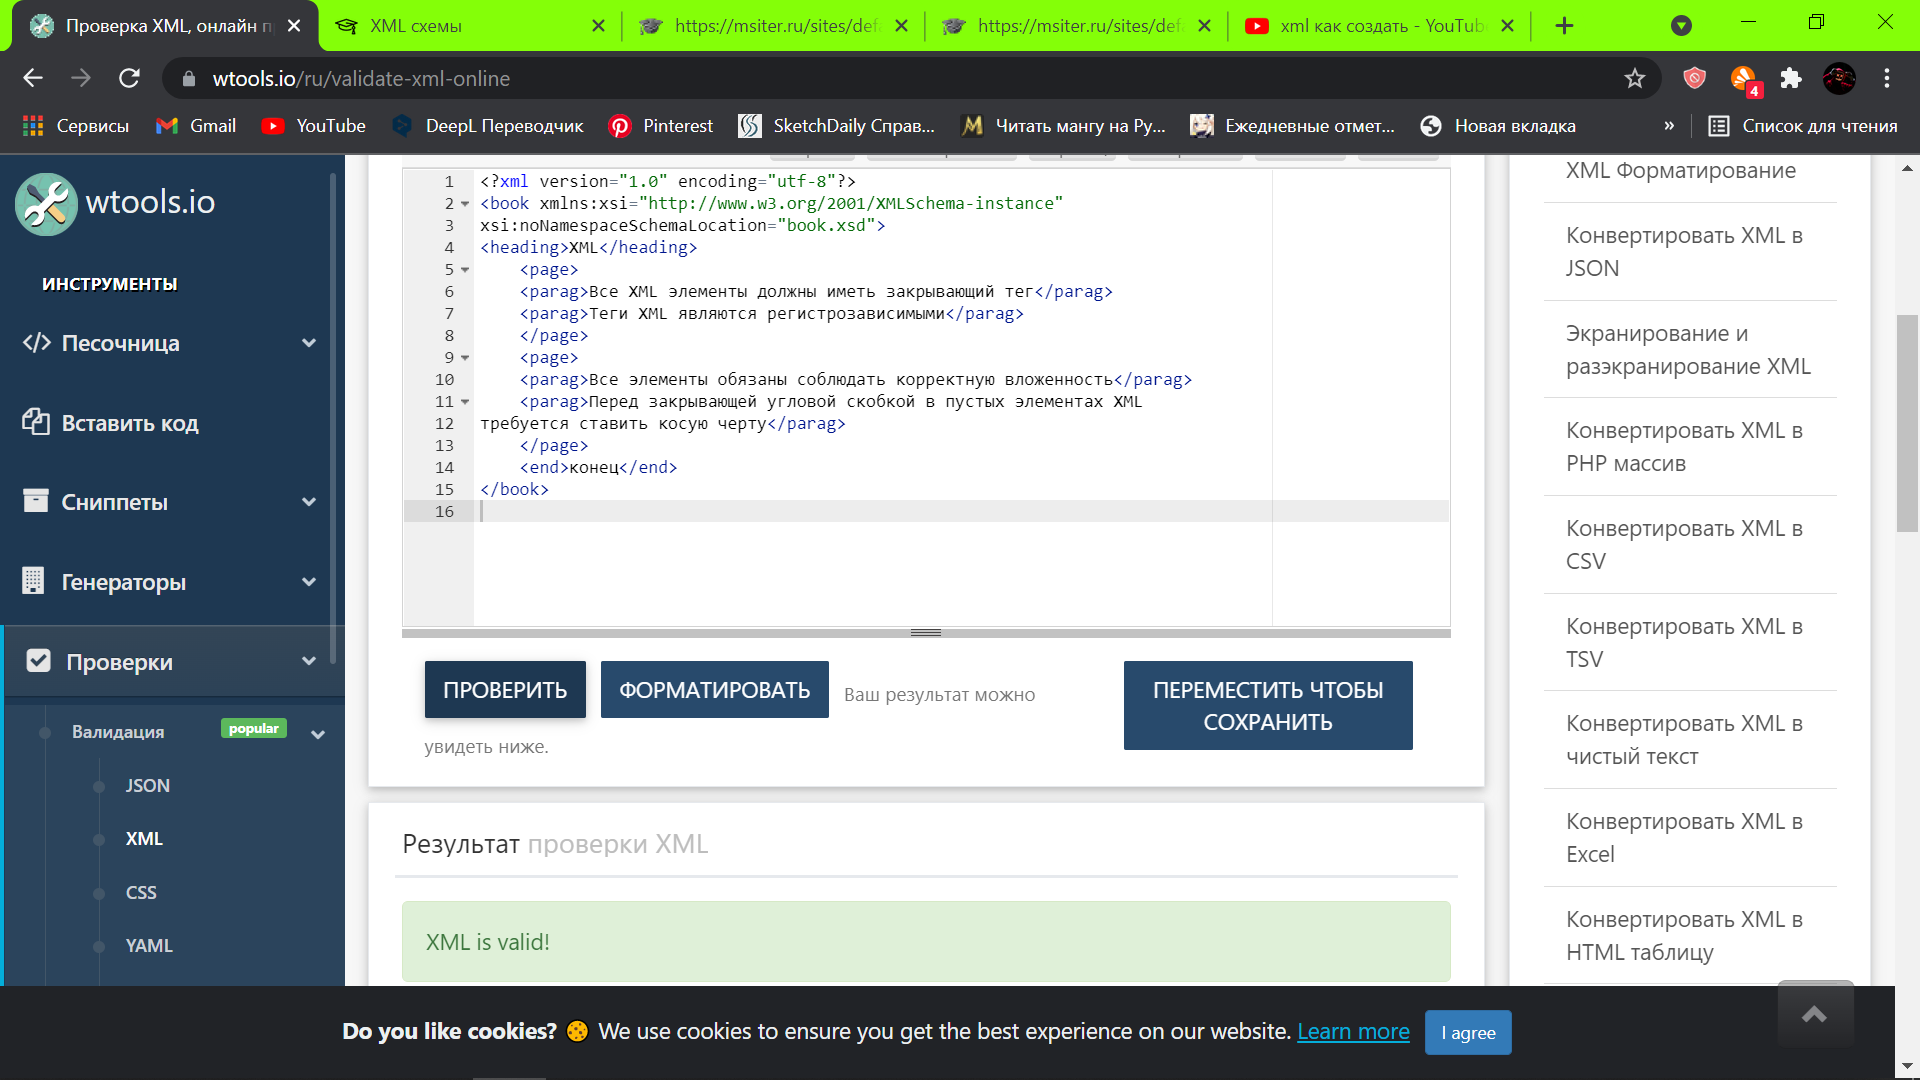 Проверка XML, онлайн п
XML схемы
https://msiter.ru/sites/defa
https://msiter.ru/sites/defa
xml как создать - YouTube
wtools.io/ru/validate-xml-online
4
Сервисы
Gmail
YouTube
DeepL Переводчик
Pinterest
SketchDaily Справ...
Читать мангу на Ру...
Ежедневные отмет...
Новая вкладка
»
Список для чтения
wtools.io
ИНСТРУМЕНТЫ
Песочница
Вставить код
Сниппеты
Генераторы
Проверки
Валидация
popular
JSON
XML
CSS
YAML
1 <?xml version="1.0" encoding="utf-8"?>
2 <book xmlns:xsi="http://www.w3.org/2001/XMLSchema-instance"
3 xsi:noNamespaceSchemaLocation="book.xsd">
4 <heading>XML</heading>
5 <page>
6 <parag>Все XML элементы должны иметь закрывающий тег</parag>
7 <parag>Теги XML являются регистрозависимыми</parag>
8 </page>
9 <page>
10 <parag>Все элементы обязаны соблюдать корректную вложенность</parag>
11 <parag>Перед закрывающей угловой скобкой в пустых элементах XML
12 требуется ставить косую черту</parag>
13 </page>
14 <end>конец</end>
15 </book>
16
ПРОВЕРИТЬ
ФОРМАТИРОВАТЬ
Ваш результат можно
увидеть ниже.
ПЕРЕМЕСТИТЬ ЧТОБЫ
СОХРАНИТЬ
Результат проверки XML
XML is valid!
XML Форматирование
Конвертировать XML в
JSON
Экранирование и
разэкранирование XML
Конвертировать XML в
PHP массив
Конвертировать XML в
CSV
Конвертировать XML в
TSV
Конвертировать XML в
чистый текст
Конвертировать XML в
Excel
Конвертировать XML в
HTML таблицу
Do you like cookies? 🍪 We use cookies to ensure you get the best experience on our website. Learn more
I agree